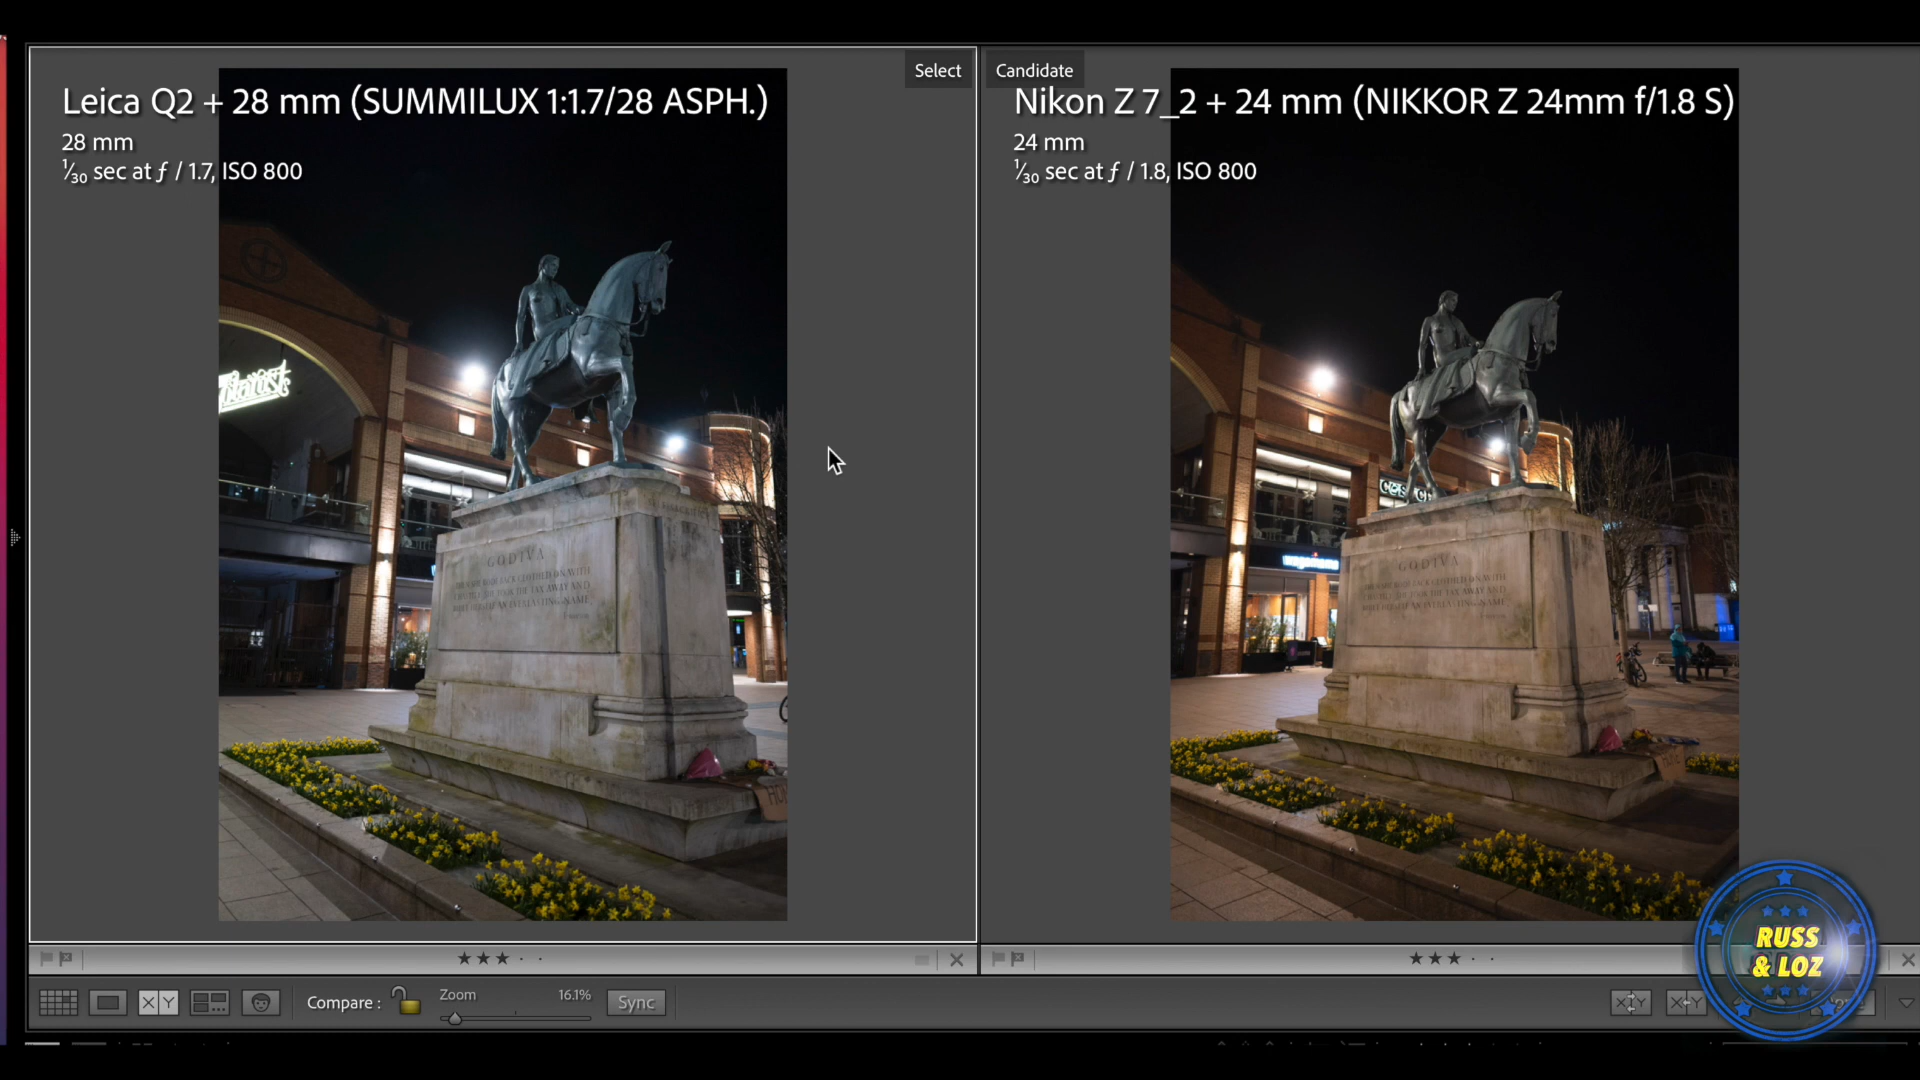 Select
Leica Q2 + 28 mm (SUMMILUX 1:1.7/28 ASPH.)
28 mm
1/30 sec at ƒ / 1.7, ISO 800
Candidate
Nikon Z 7_2 + 24 mm (NIKKOR Z 24mm f/1.8 S)
24 mm
1/30 sec at ƒ / 1.8, ISO 800
GODIVA
GODIVA
wagamama
RUSS
& LOZ
Compare :
Zoom
16.1%
Sync